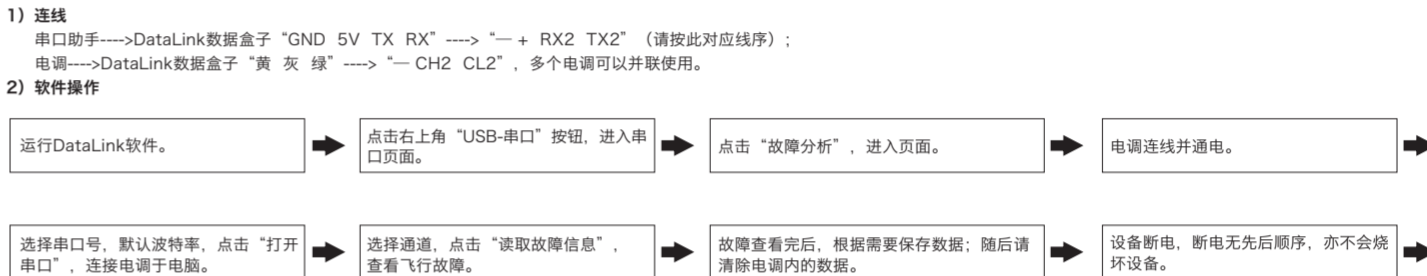 1）连线
串口助手---->DataLink数据盒子“GND 5V TX RX”---->“— + RX2 TX2”（请按此对应线序）；
电调---->DataLink数据盒子“黄 灰 绿”---->“— CH2 CL2”，多个电调可以并联使用。
2）软件操作
运行DataLink软件。
点击右上角“USB-串口”按钮，进入串
口页面。
点击“故障分析”，进入页面。
电调连线并通电。
选择串口号，默认波特率，点击“打开
串口”，连接电调于电脑。
选择通道，点击“读取故障信息”，
查看飞行故障。
故障查看完后，根据需要保存数据；随后请
清除电调内的数据。
设备断电，断电无先后顺序，亦不会烧
坏设备。